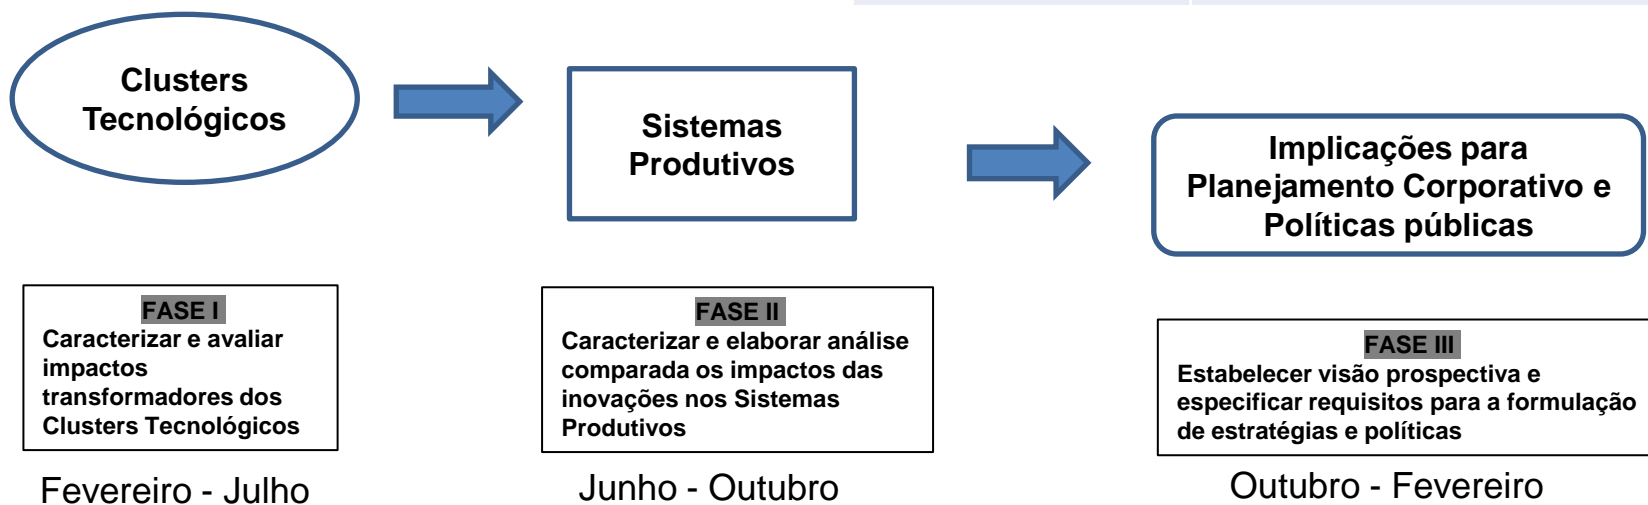 Clusters
Tecnológicos
Sistemas
Produtivos
Implicações para
Planejamento Corporativo e
Políticas públicas
FASE I
Caracterizar e avaliar
impactos
transformadores dos
Clusters Tecnológicos
FASE II
Caracterizar e elaborar análise
comparada os impactos das
inovações nos Sistemas
Produtivos
FASE III
Estabelecer visão prospectiva e
especificar requisitos para a formulação
de estratégias e políticas
Fevereiro - Julho
Junho - Outubro
Outubro - Fevereiro